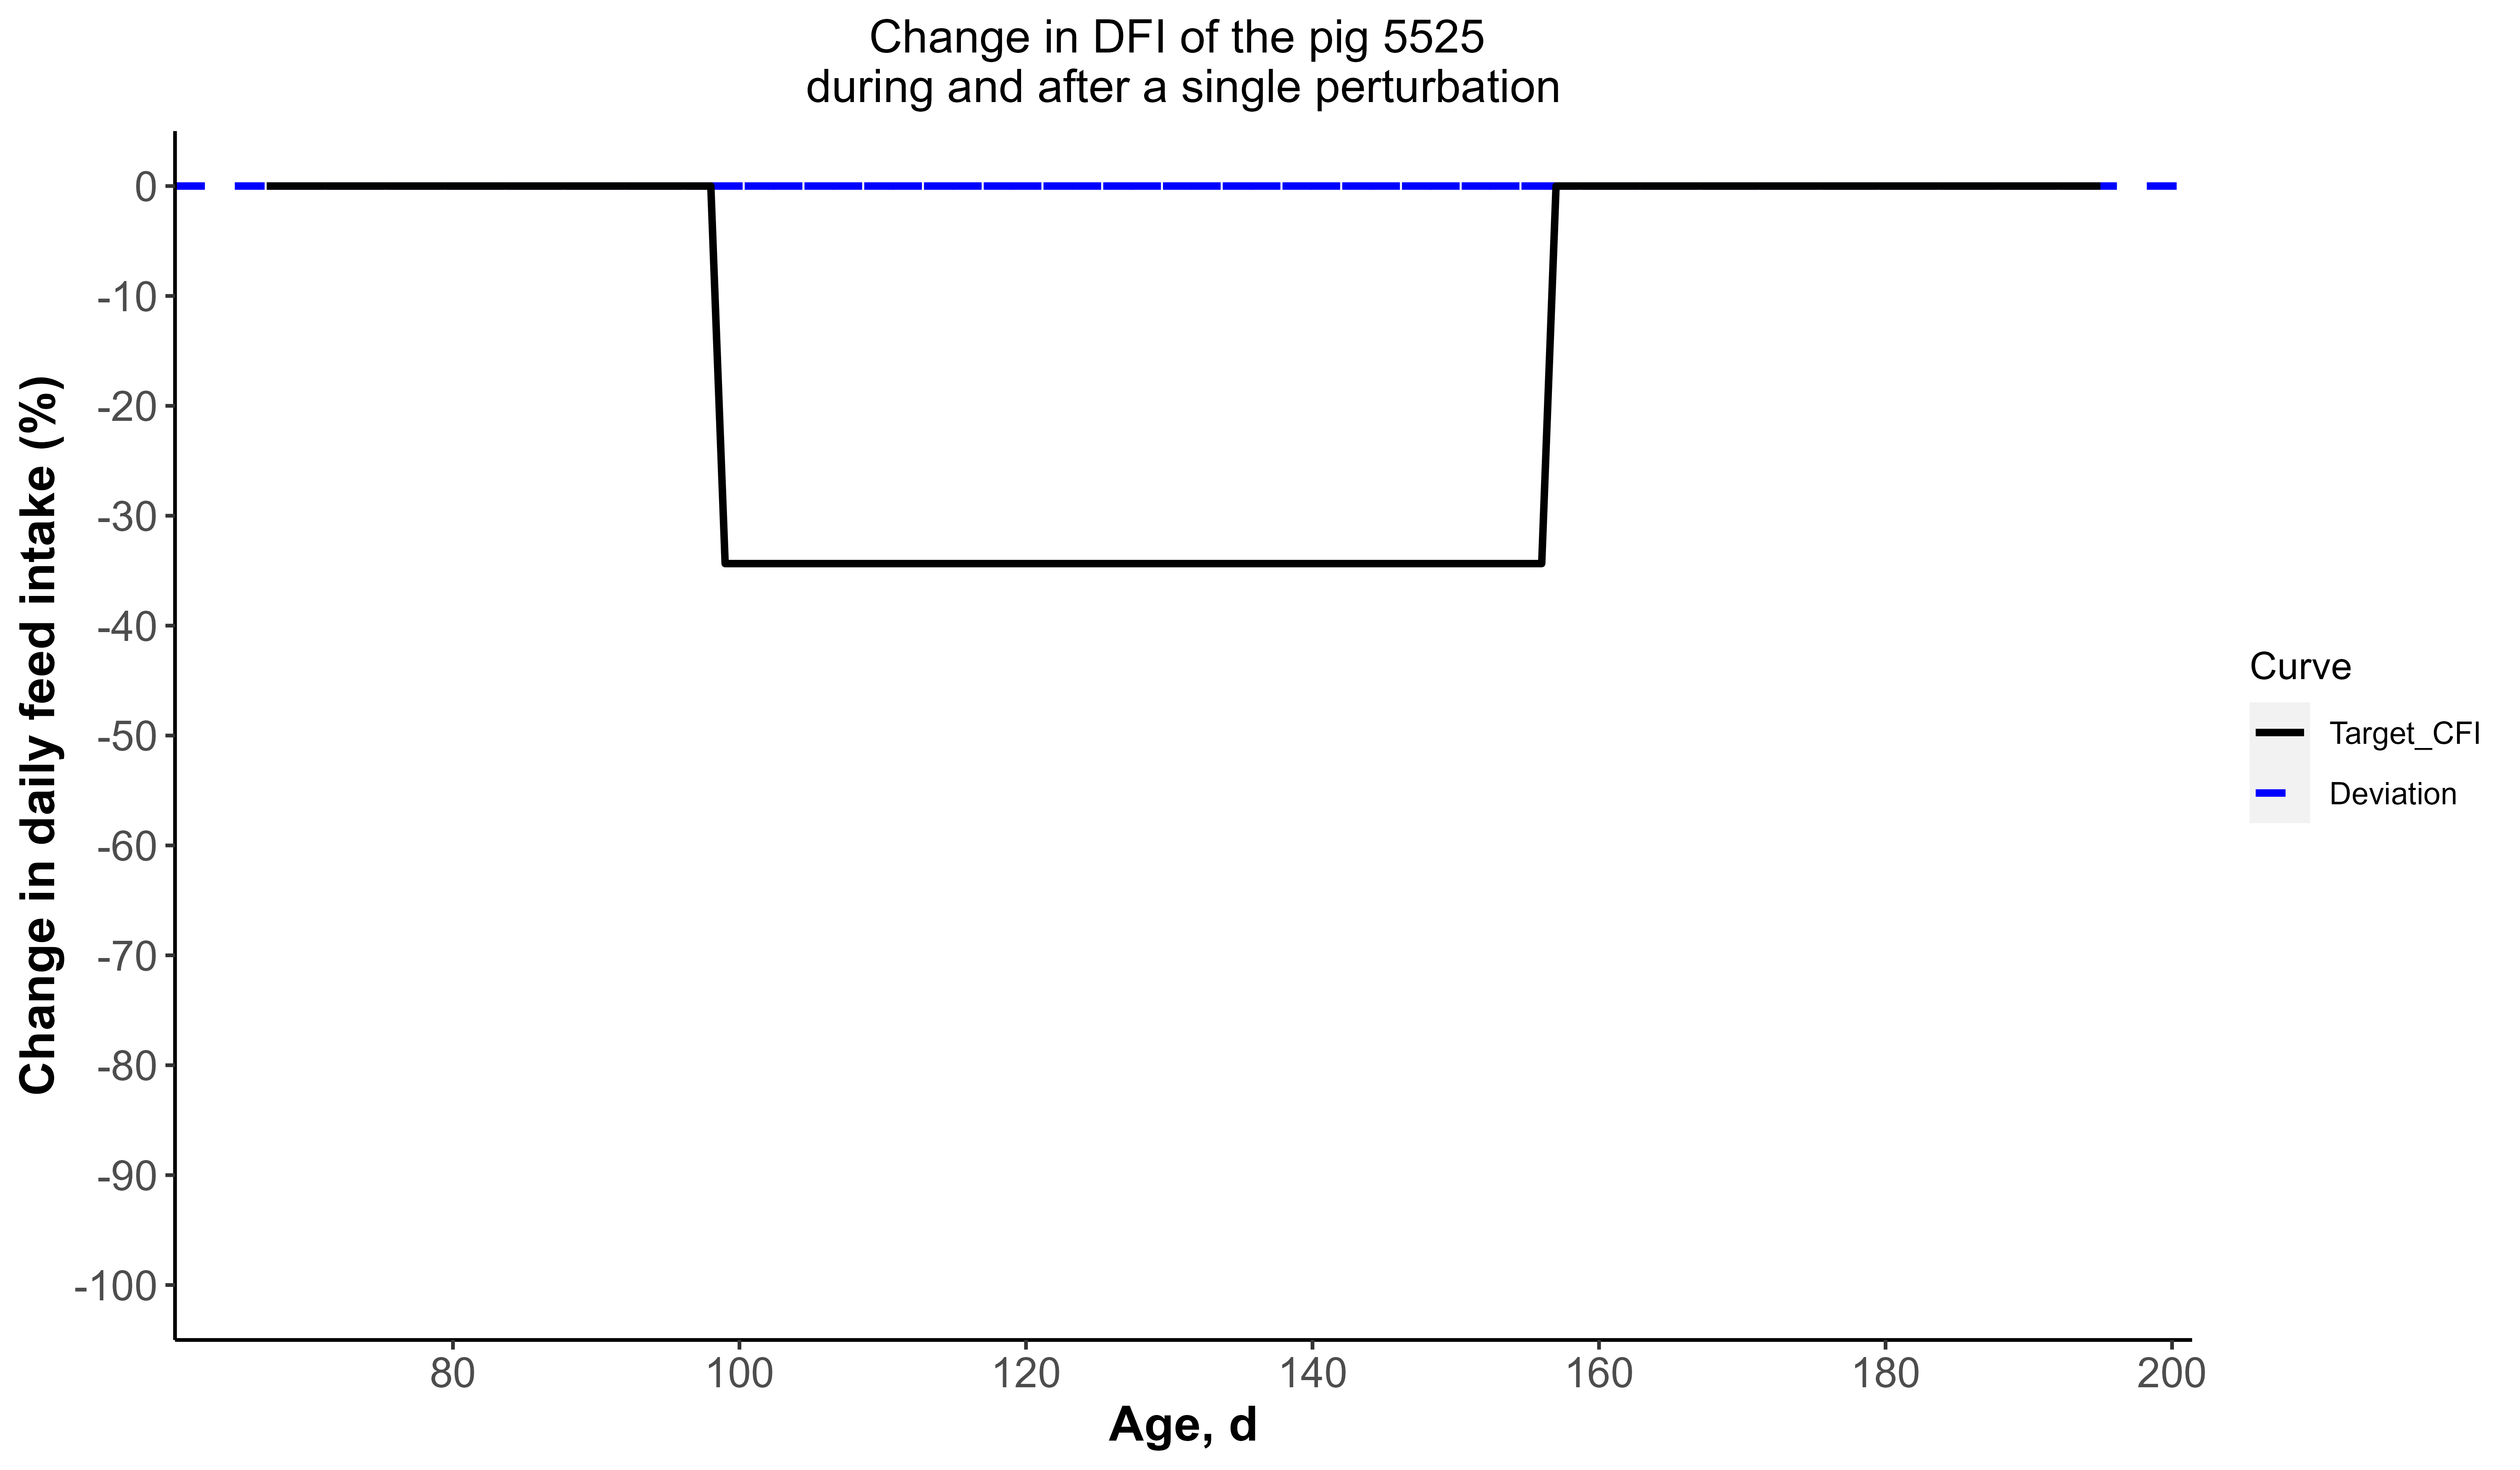 Change in DFI of the pig 5525
during and after a single perturbation
Change in daily feed intake (%)
0
-10
-20
-30
-40
-50
-60
-70
-80
-90
-100
80 100 120 140 160 180 200
Age, d
Curve
Target_CFI
Deviation